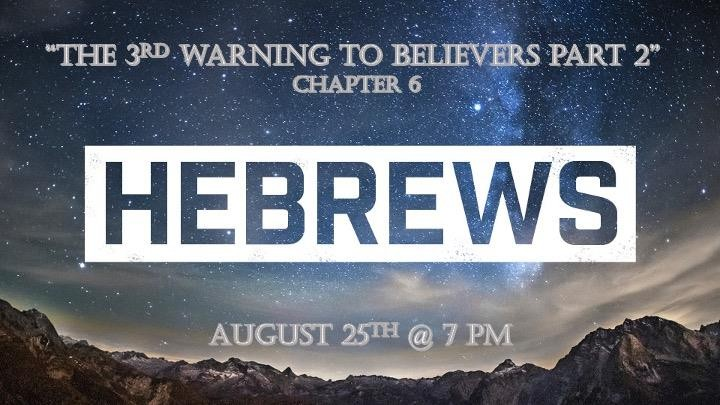 “THE 3RD WARNING TO BELIEVERS PART 2”
CHAPTER 6
HEBREWS
AUGUST 25TH @ 7 PM